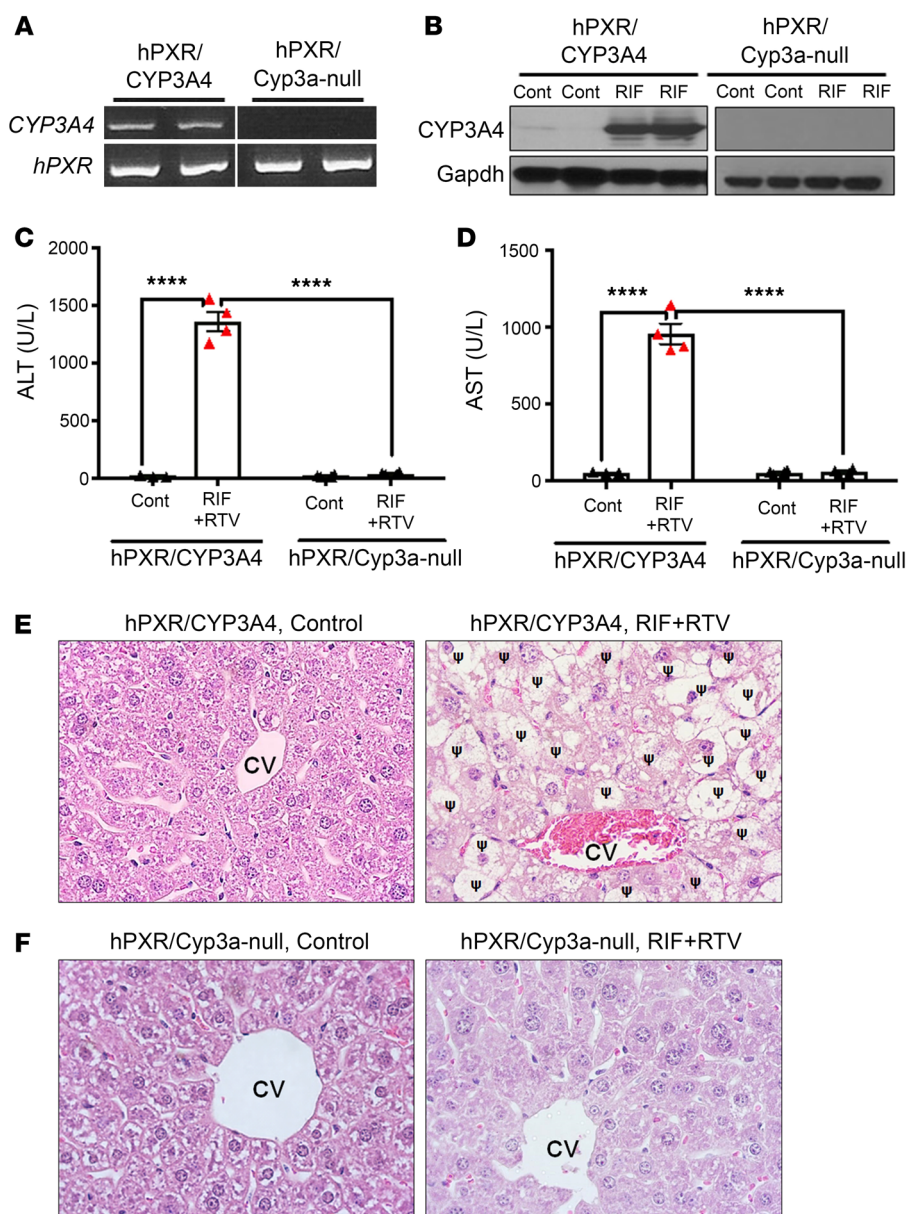 A
hPXR/
CYP3A4
hPXR/
Cyp3a-null
CYP3A4
hPXR
B
hPXR/
CYP3A4
hPXR/
Cyp3a-null
Cont Cont RIF RIF
Cont Cont RIF RIF
CYP3A4
Gapdh
C
ALT (U/L)
2000
1500
1000
500
0
**** ****
Cont
RIF
+RTV
Cont
RIF
+RTV
hPXR/CYP3A4
hPXR/Cyp3a-null
D
AST (U/L)
1500
1000
500
0
**** ****
Cont
RIF
+RTV
Cont
RIF
+RTV
hPXR/CYP3A4
hPXR/Cyp3a-null
E
hPXR/CYP3A4, Control
CV
hPXR/CYP3A4, RIF+RTV
Ψ Ψ Ψ Ψ Ψ
Ψ Ψ Ψ
Ψ Ψ
Ψ Ψ Ψ Ψ
Ψ Ψ
Ψ Ψ Ψ
Ψ Ψ
CV
Ψ Ψ Ψ
F
hPXR/Cyp3a-null, Control
CV
hPXR/Cyp3a-null, RIF+RTV
CV